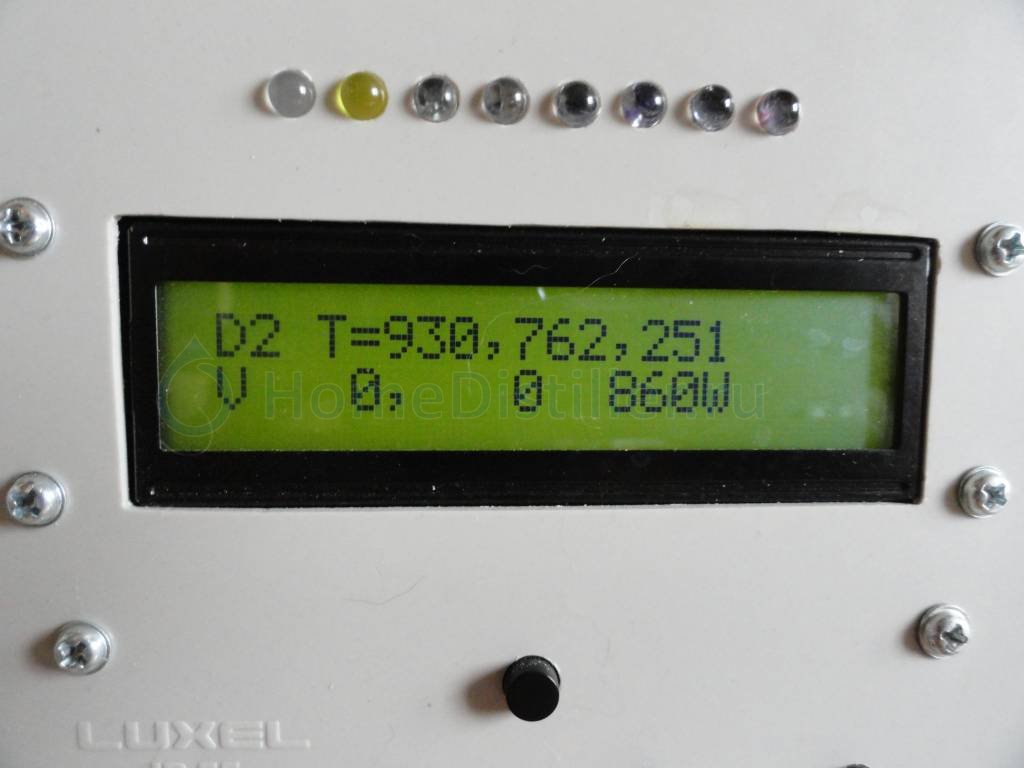 D2 T=930,762,251
V 0, 0 860W
HomeDistiller.ru
LUXEL